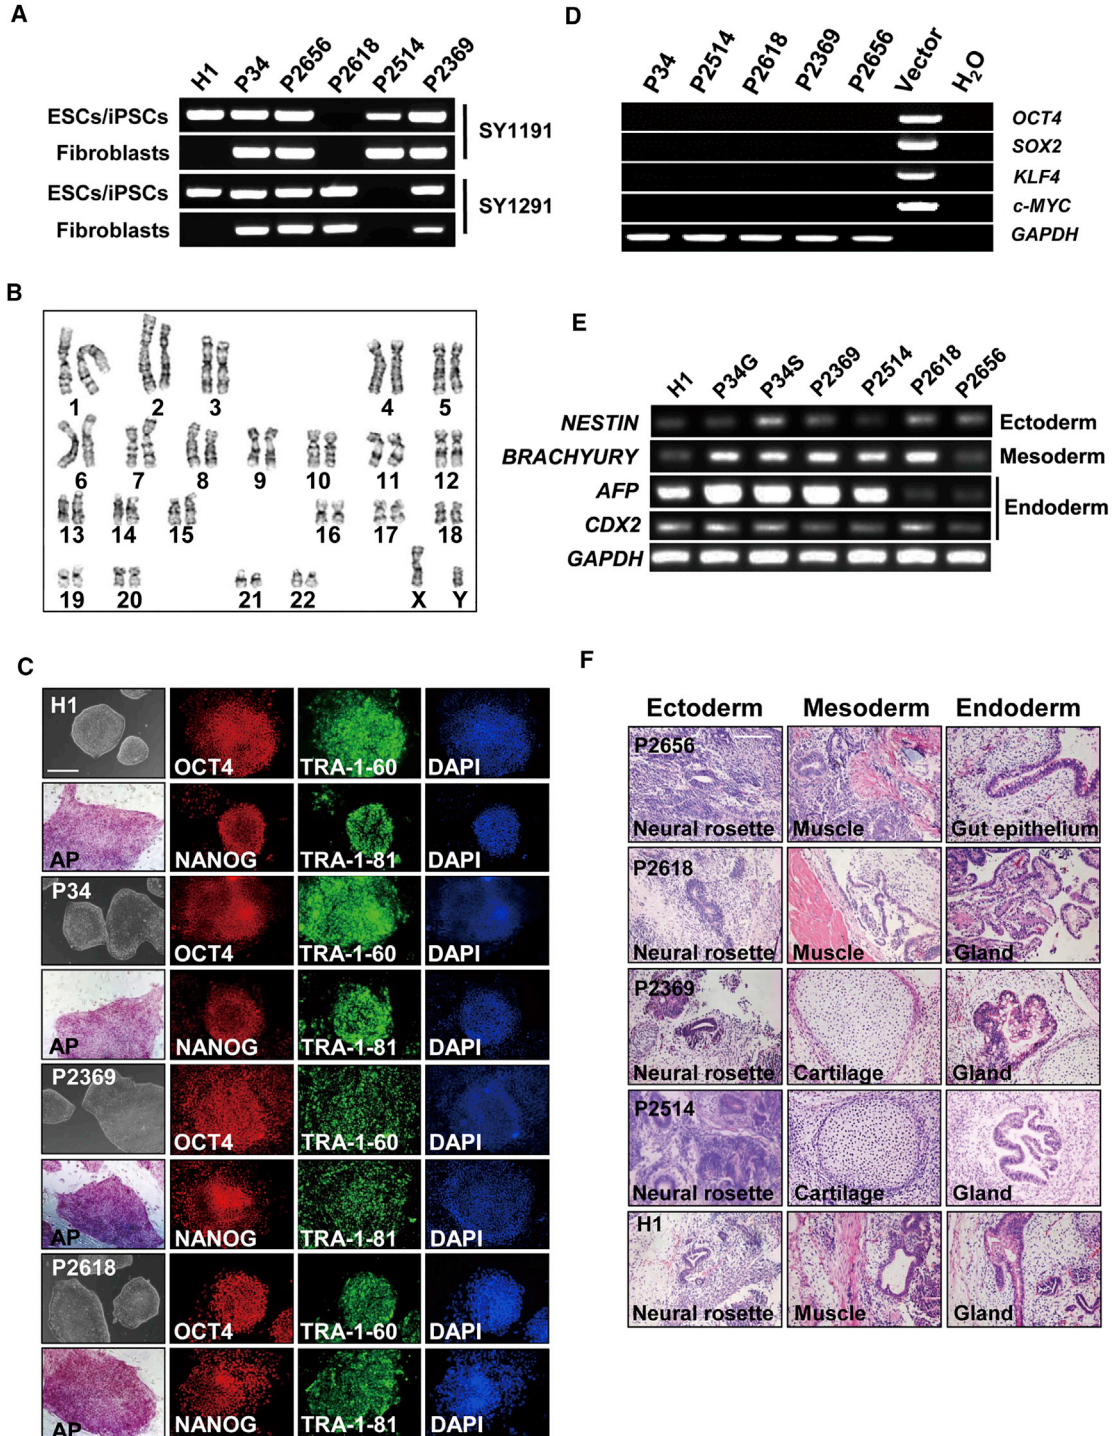 A
H1 P34 P2656 P2618 P2514 P2369
ESCs/iPSCs
Fibroblasts
SY1191
ESCs/iPSCs
Fibroblasts
SY1291
B
1 2 3 4 5
6 7 8 9 10 11 12
13 14 15 16 17 18
19 20 21 22 X Y
C
H1 OCT4 TRA-1-60 DAPI
AP NANOG TRA-1-81 DAPI
P34 OCT4 TRA-1-60 DAPI
AP NANOG TRA-1-81 DAPI
P2369 OCT4 TRA-1-60 DAPI
AP NANOG TRA-1-81 DAPI
P2618 OCT4 TRA-1-60 DAPI
AP NANOG TRA-1-81 DAPI
D
P34 P2514 P2618 P2369 P2656 Vector H2O
OCT4
SOX2
KLF4
c-MYC
GAPDH
E
H1 P34G P34S P2369 P2514 P2618 P2656
NESTIN Ectoderm
BRACHYURY Mesoderm
AFP
CDX2
Endoderm
GAPDH
F
Ectoderm Mesoderm Endoderm
P2656
Neural rosette Muscle Gut epithelium
P2618
Neural rosette Muscle Gland
P2369
Neural rosette Cartilage Gland
P2514
Neural rosette Cartilage Gland
H1
Neural rosette Muscle Gland